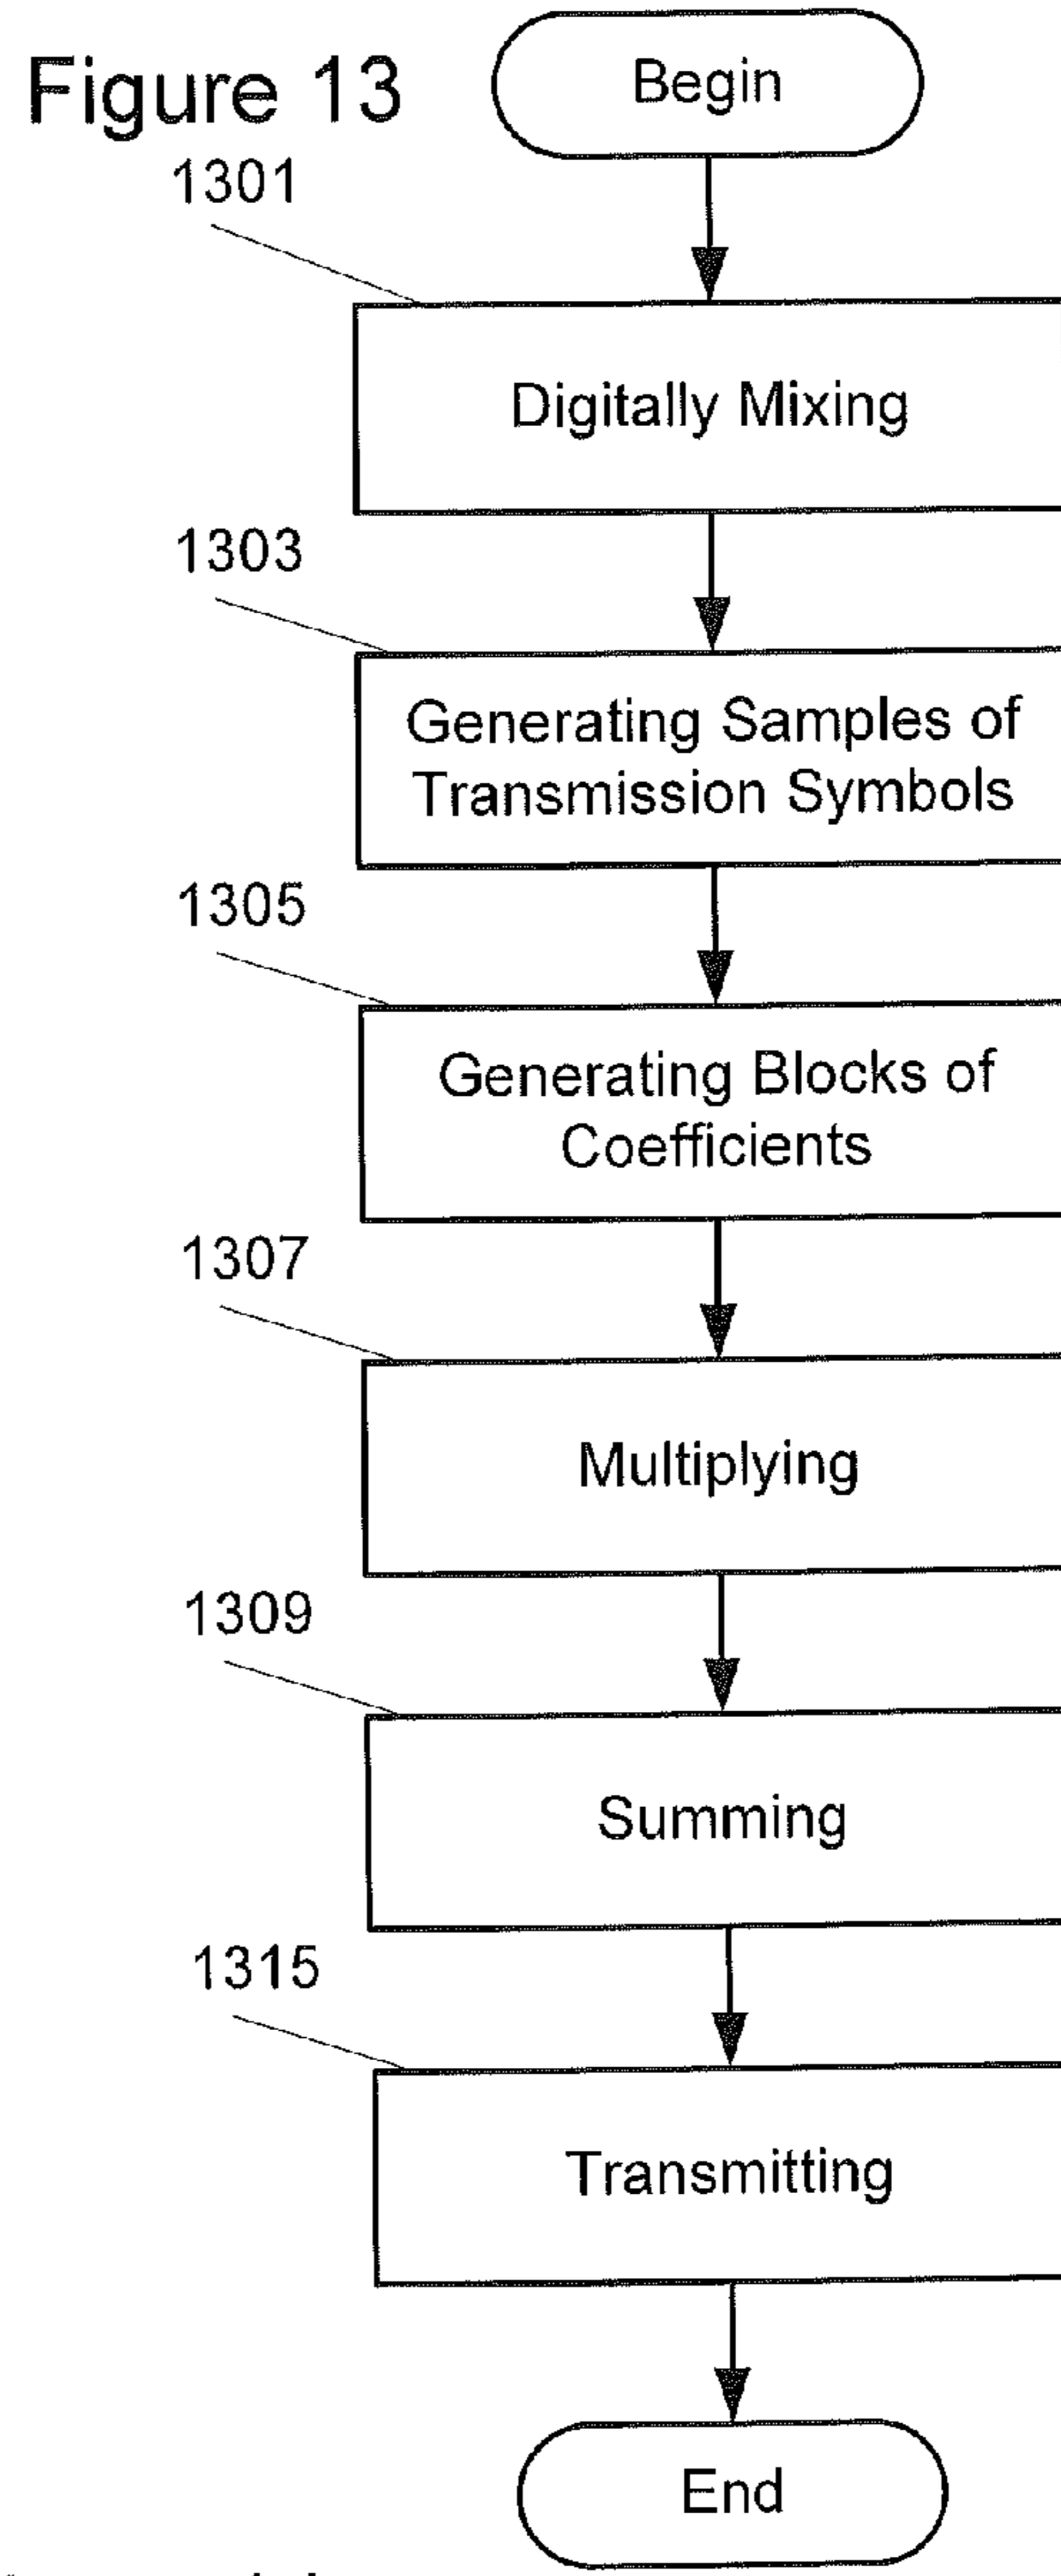 Figure 13
Begin
1301
Digitally Mixing
1303
Generating Samples of
Transmission Symbols
1305
Generating Blocks of
Coefficients
1307
Multiplying
1309
Summing
1315
Transmitting
End